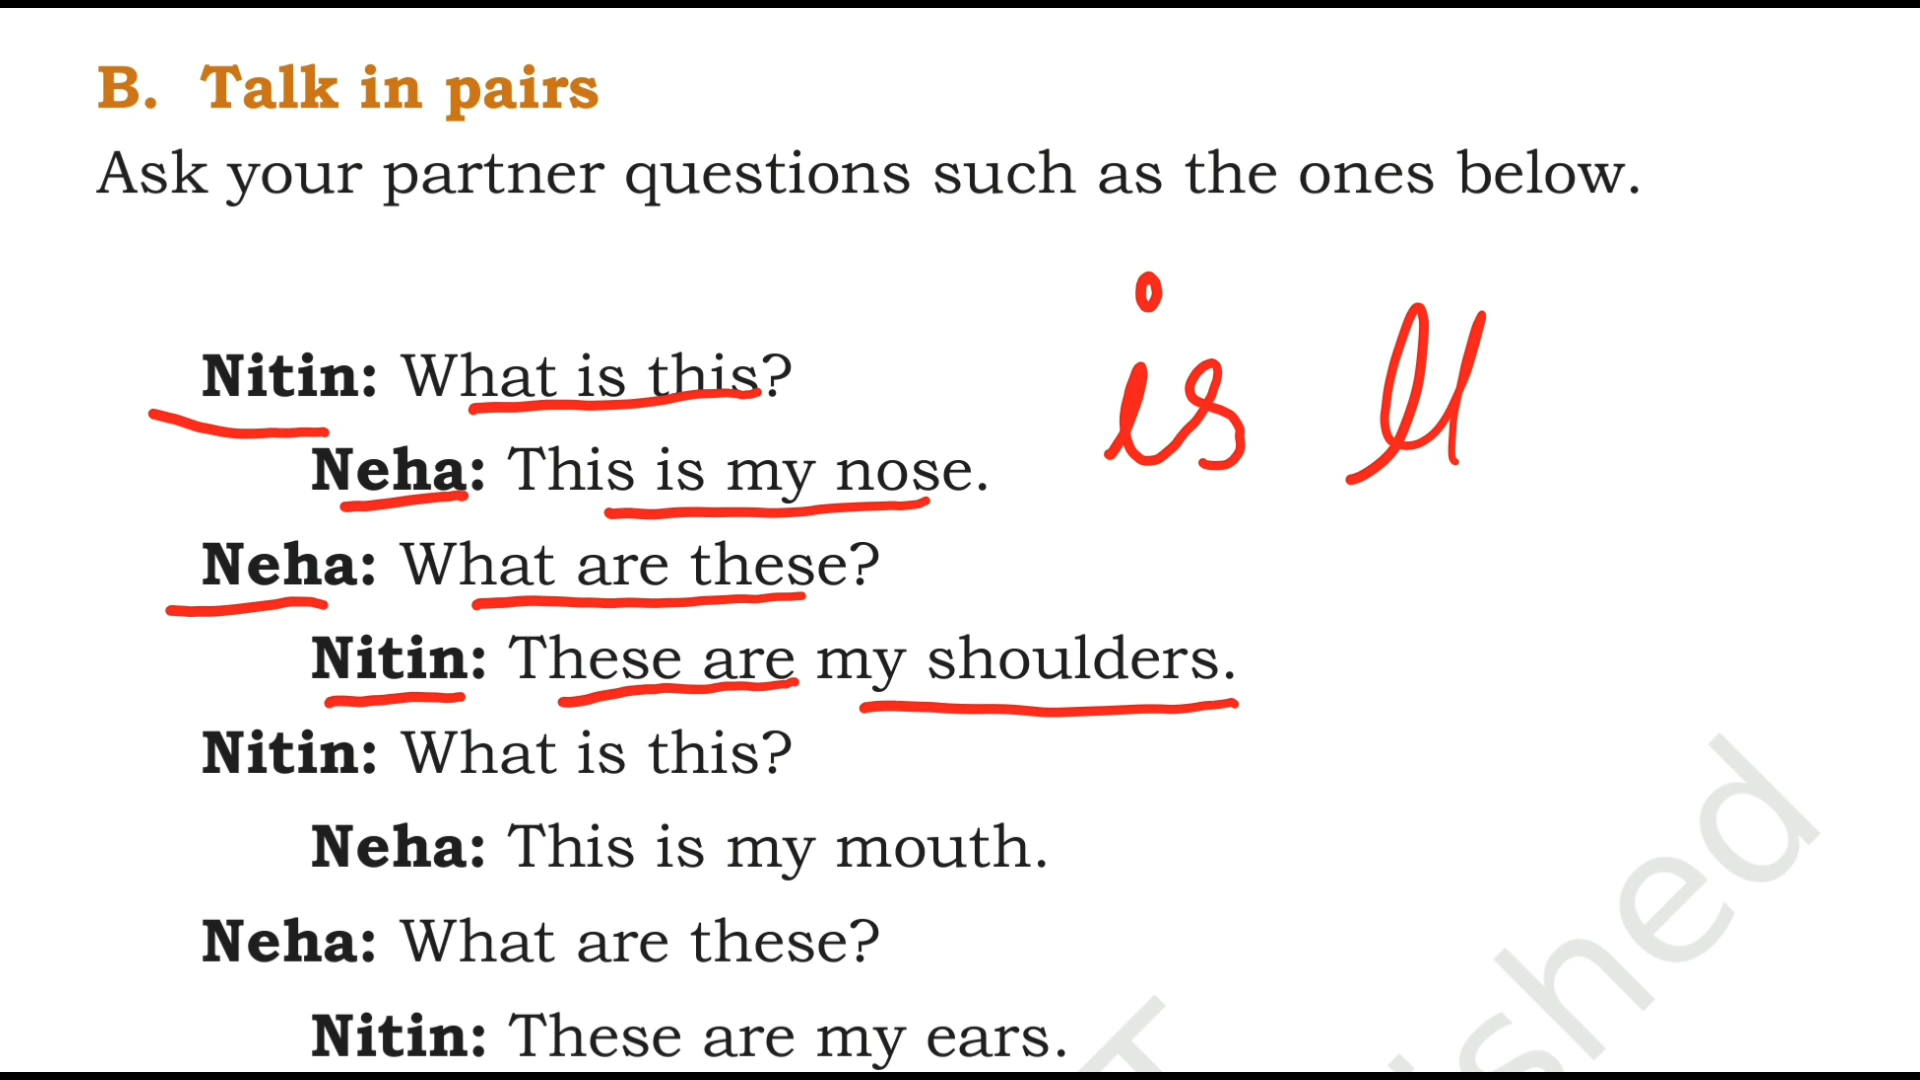 B. Talk in pairs
Ask your partner questions such as the ones below.
is
Nitin: What is this?
Neha: This is my nose.
Neha: What are these?
Nitin: These are my shoulders.
Nitin: What is this?
Neha: This is my mouth.
Neha: What are these?
Nitin: These are my ears.
shed